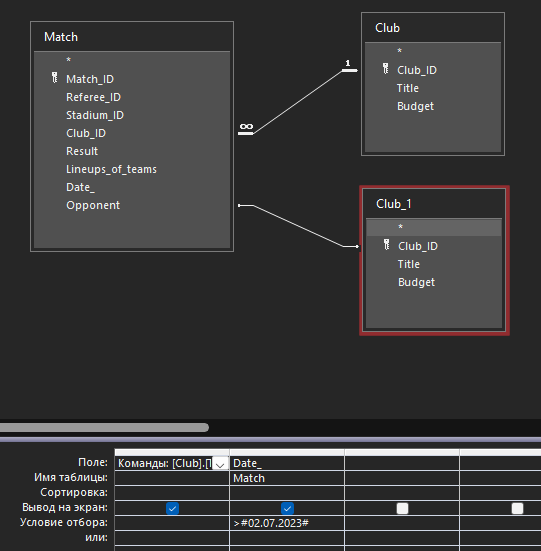 Match
*
Match_ID
Referee_ID
Stadium_ID
Club_ID
Result
Lineups_of_teams
Date_
Opponent
∞
1
Club
*
Club_ID
Title
Budget
Club_1
*
Club_ID
Title
Budget
Поле: Команды: [Club].[ Date_
Имя таблицы: Match
Сортировка:
Вывод на экран:
Условие отбора: >#02.07.2023#
или: